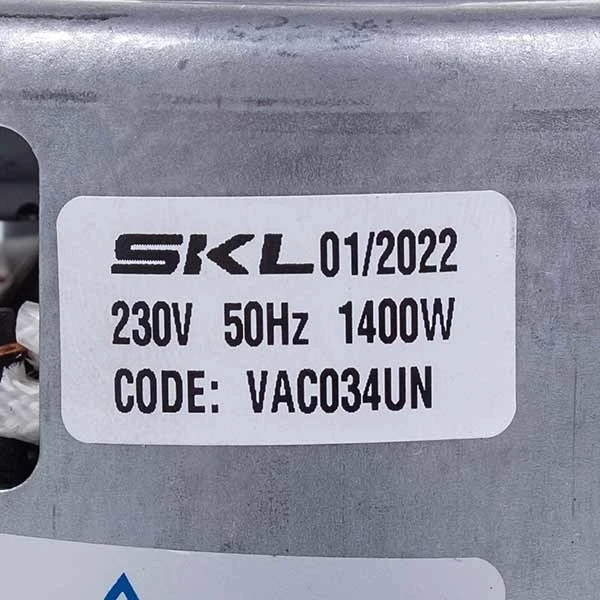 SKL 01/2022
230V 50Hz 1400W
CODE: VAC034UN